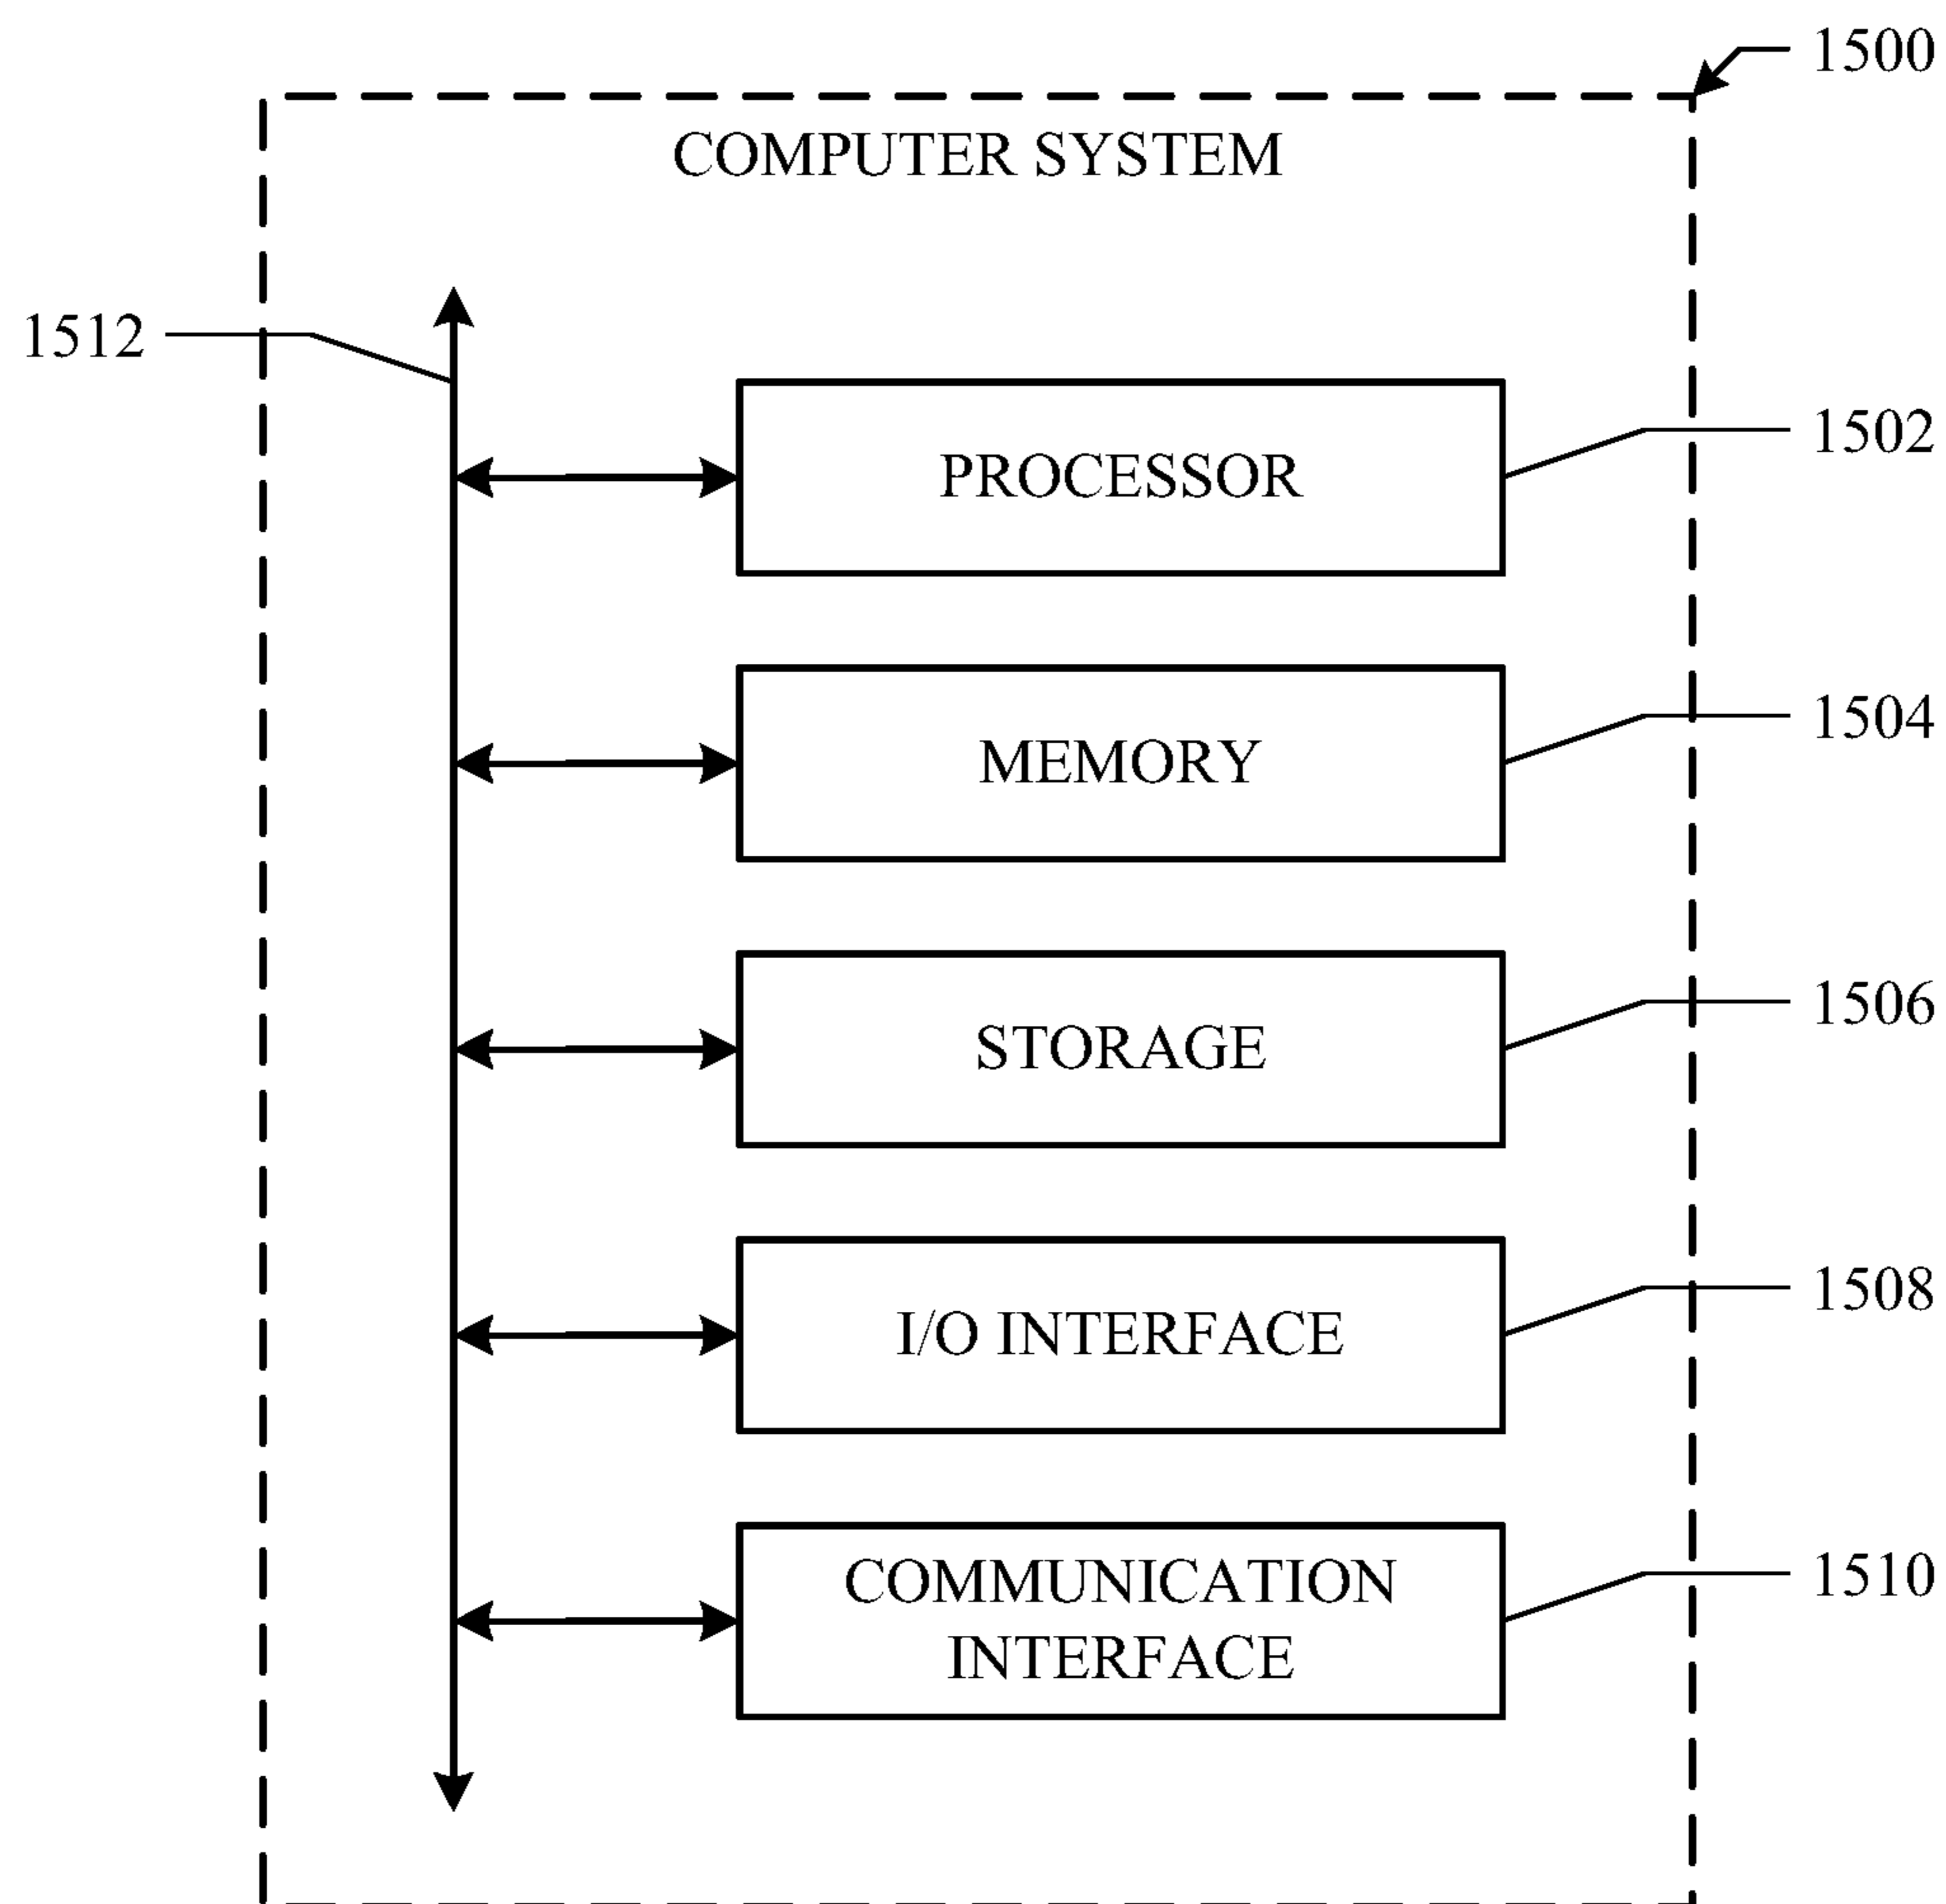 1500
COMPUTER SYSTEM
1512
1502
PROCESSOR
1504
MEMORY
1506
STORAGE
1508
I/O INTERFACE
1510
COMMUNICATION
INTERFACE